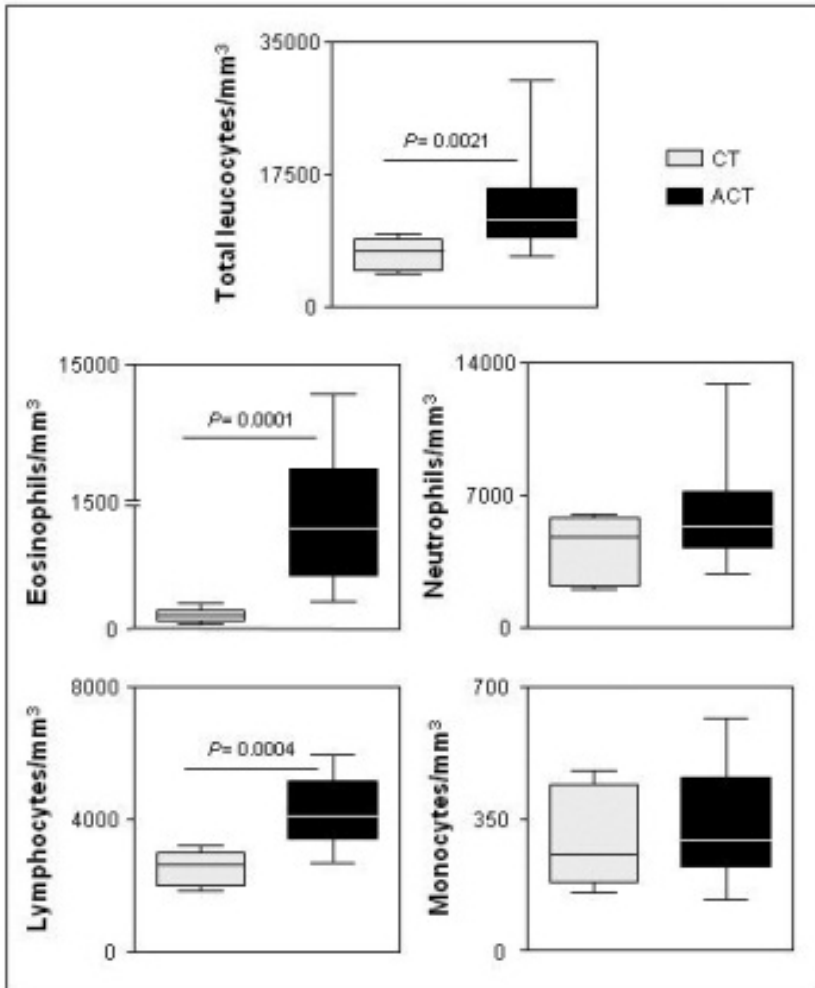 Total leucocytes/mm³
35000
17500
0
P= 0.0021
CT
ACT
Eosinophils/mm³
15000
1500
0
P= 0.0001
Neutrophils/mm³
14000
7000
0
Lymphocytes/mm³
8000
4000
0
P= 0.0004
Monocytes/mm³
700
350
0